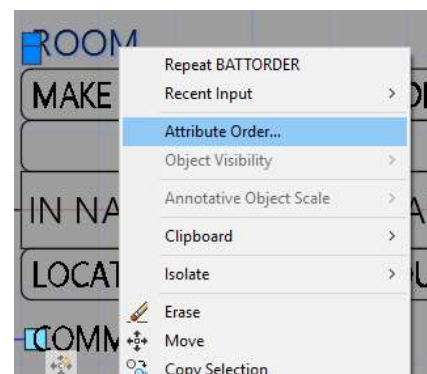 ROOM
MAKE
IN NA
LOCAT
COMM
Repeat BATTORDER
Recent Input
Attribute Order...
Object Visibility
Annotative Object Scale
Clipboard
Isolate
Erase
Move
Copy Selection